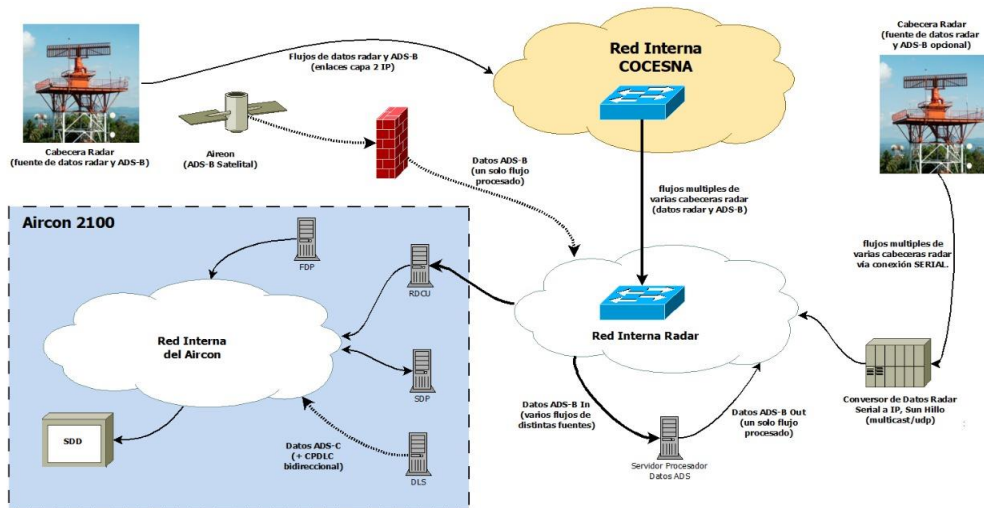 Cabecera Radar
(fuente de datos radar y ADS-B)
Flujos de datos radar y ADS-B
(enlaces capa 2 IP)
Aireon
(ADS-B Satelital)
Red Interna
COCESNA
Cabecera Radar
(fuente de datos radar
y ADS-B opcional)
Datos ADS-B
(un solo flujo
procesado)
flujos multiples de
varias cabeceras radar
(datos radar y ADS-B)
flujos multiples de
varias cabeceras radar
vía conexión SERIAL.
Aircon 2100
FDP
RDCU
Red Interna
del Aircon
SDP
SDD
Datos ADS-C
(+ CPDLC
bidireccional)
DLS
Red Interna Radar
Datos ADS-B In
(varios flujos de
distintas fuentes)
Servidor Procesador
Datos ADS
Datos ADS-B Out
(un solo flujo
procesado)
Conversor de Datos Radar
Serial a IP, Sun Hillo
(multicast/udp)